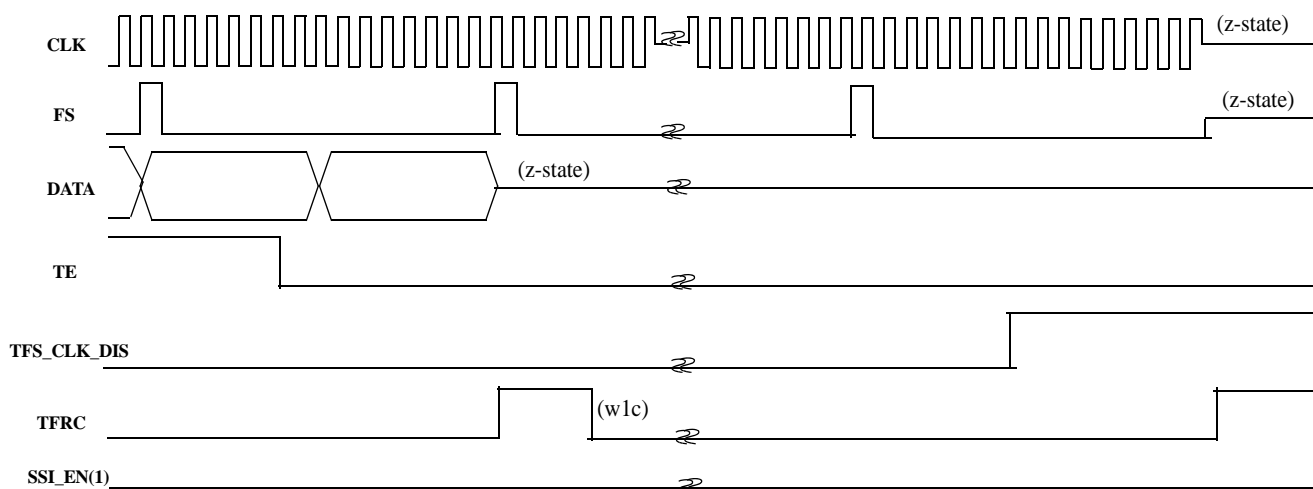 CLK
(z-state)
FS
(z-state)
DATA
(z-state)
TE
TFS_CLK_DIS
TFRC
(w1c)
SSI_EN(1)